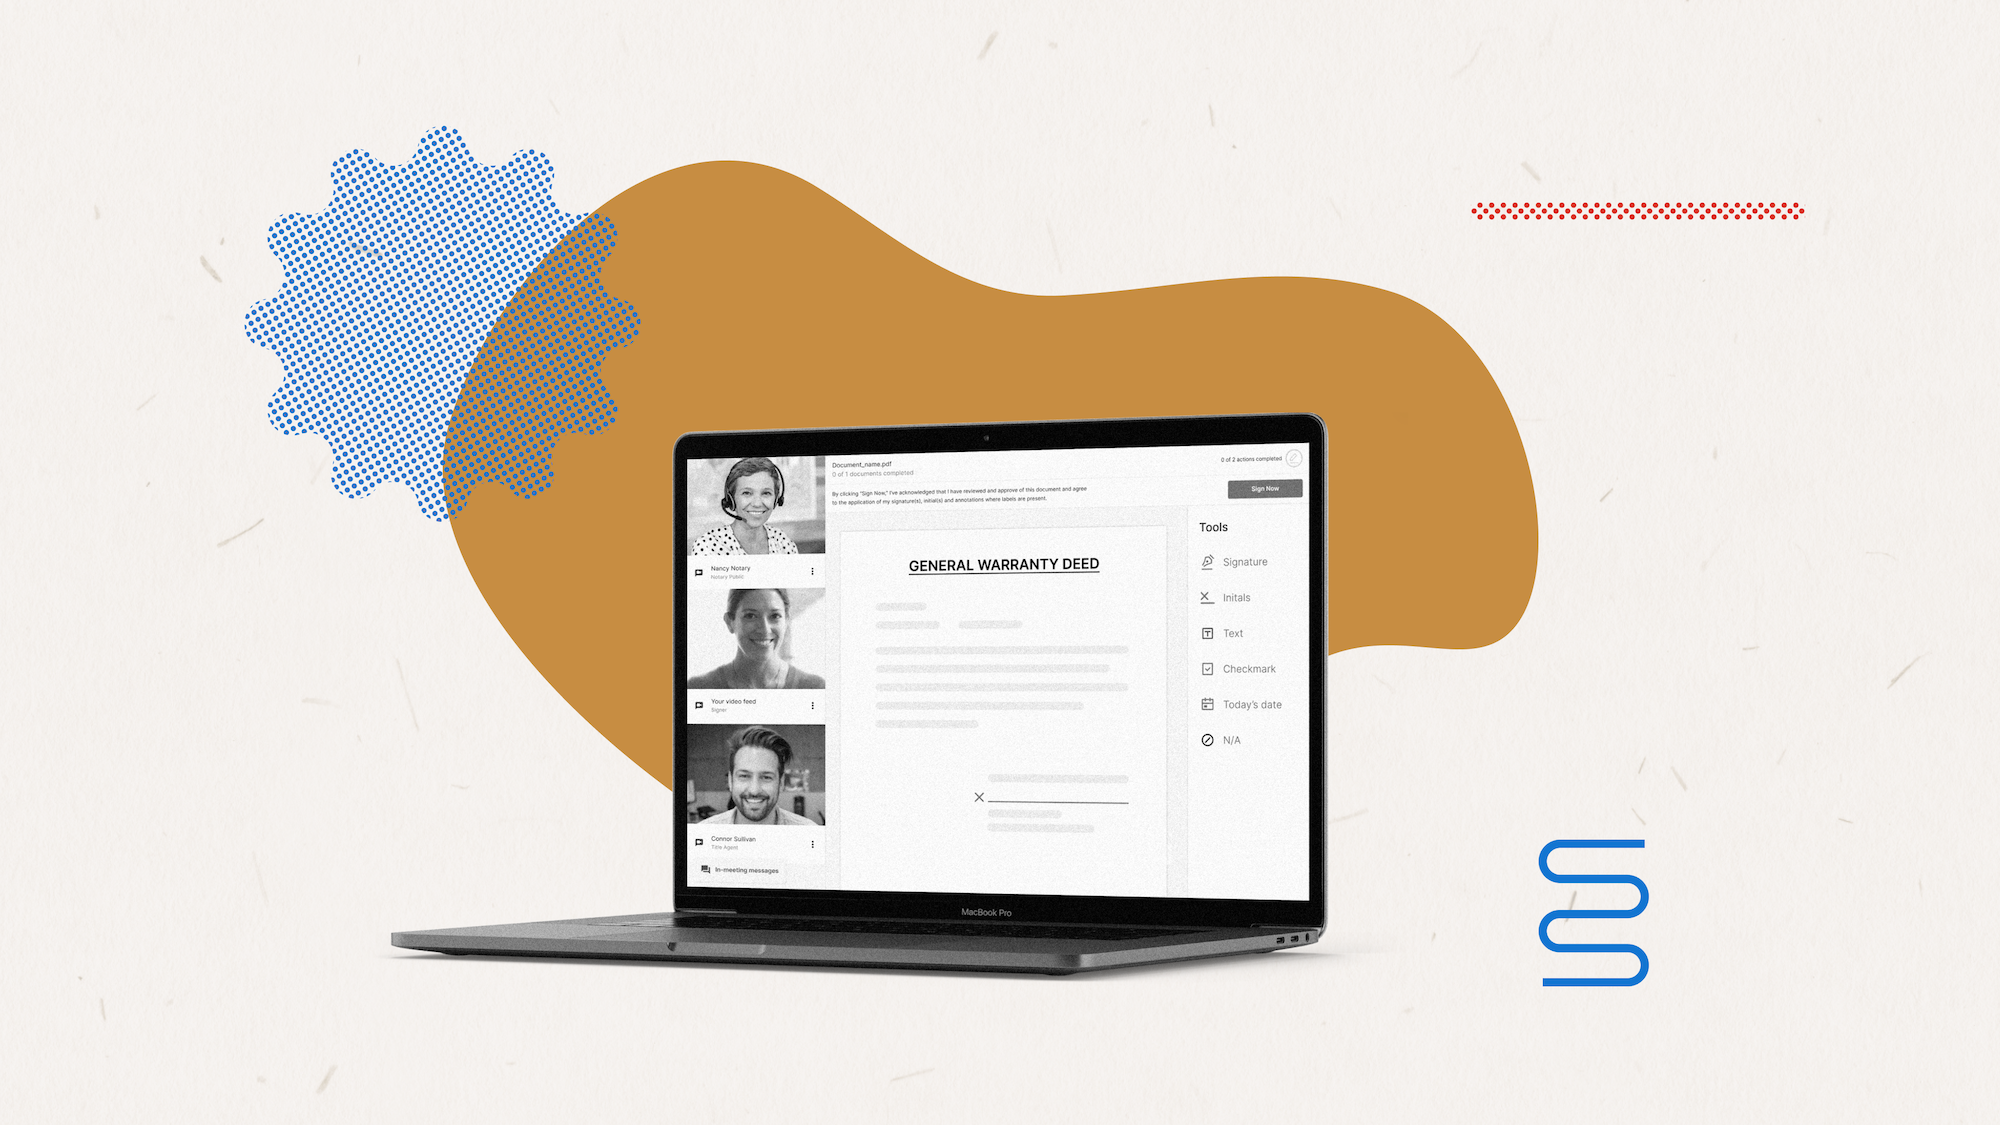 Document_name.pdf
0 of 1 documents completed
0 of 2 actions completed
By clicking "Sign Now," I've acknowledged that I have reviewed and approve of this document and agree
to the application of my signature(s), initial(s) and annotations where labels are present.
Sign Now
Nancy Notary
Notary Public
Your video feed
Signer
Connor Sullivan
Title Agent
In-meeting messages
GENERAL WARRANTY DEED
Tools
Signature
Initals
Text
Checkmark
Today's date
N/A
MacBook Pro